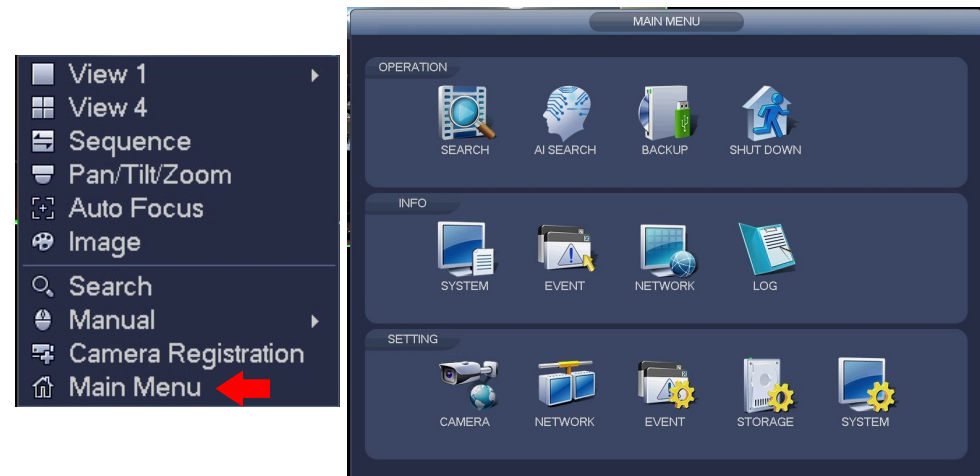 View 1
View 4
Sequence
Pan/Tilt/Zoom
Auto Focus
Image
Search
Manual
Camera Registration
Main Menu
MAIN MENU
OPERATION
SEARCH AI SEARCH BACKUP SHUT DOWN
INFO
SYSTEM EVENT NETWORK LOG
SETTING
CAMERA NETWORK EVENT STORAGE SYSTEM